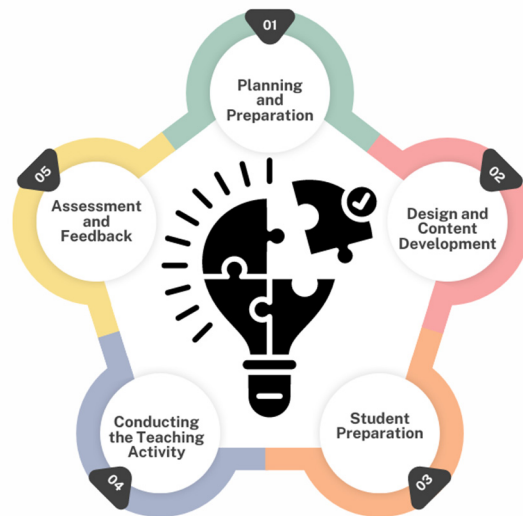 01
Planning
and
Preparation
02
Design and
Content
Development
03
Student
Preparation
04
Conducting
the Teaching
Activity
05
Assessment
and
Feedback